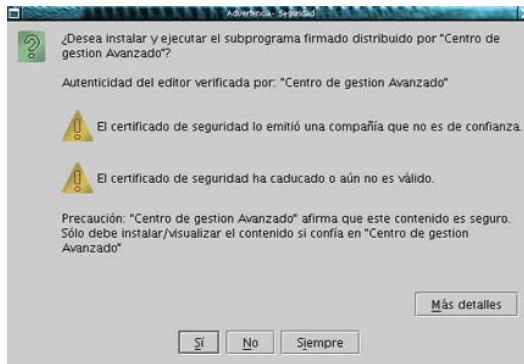 Advertencia - Seguridad
¿Desea instalar y ejecutar el subprograma firmado distribuido por "Centro de
gestion Avanzado"?
Autenticidad del editor verificada por: "Centro de gestion Avanzado"
El certificado de seguridad lo emitió una compañía que no es de confianza.
El certificado de seguridad ha caducado o aún no es válido.
Precaución: "Centro de gestion Avanzado" afirma que este contenido es seguro.
Sólo debe instalar/visualizar el contenido si confía en "Centro de gestion
Avanzado"
Más detalles
Sí No Siempre